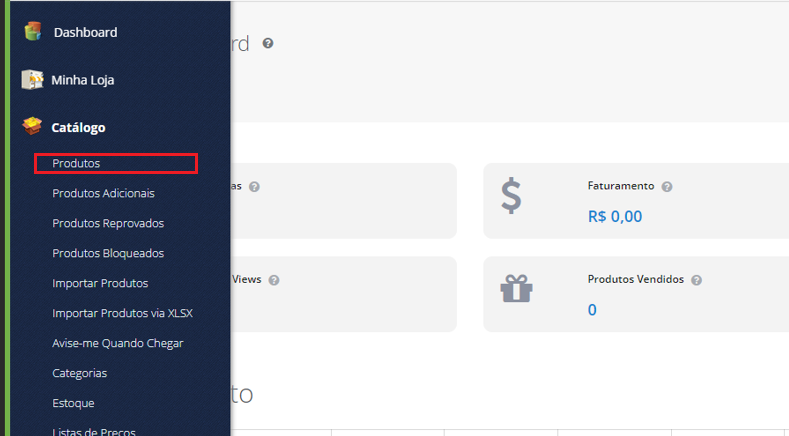 Dashboard
rd
Minha Loja
Catálogo
Produtos
Produtos Adicionais
Produtos Reprovados
Produtos Bloqueados
Importar Produtos
Importar Produtos via XLSX
Avise-me Quando Chegar
Categorias
Estoque
Listas de Preços
as
Faturamento
R$ 0,00
Views
Produtos Vendidos
0
to